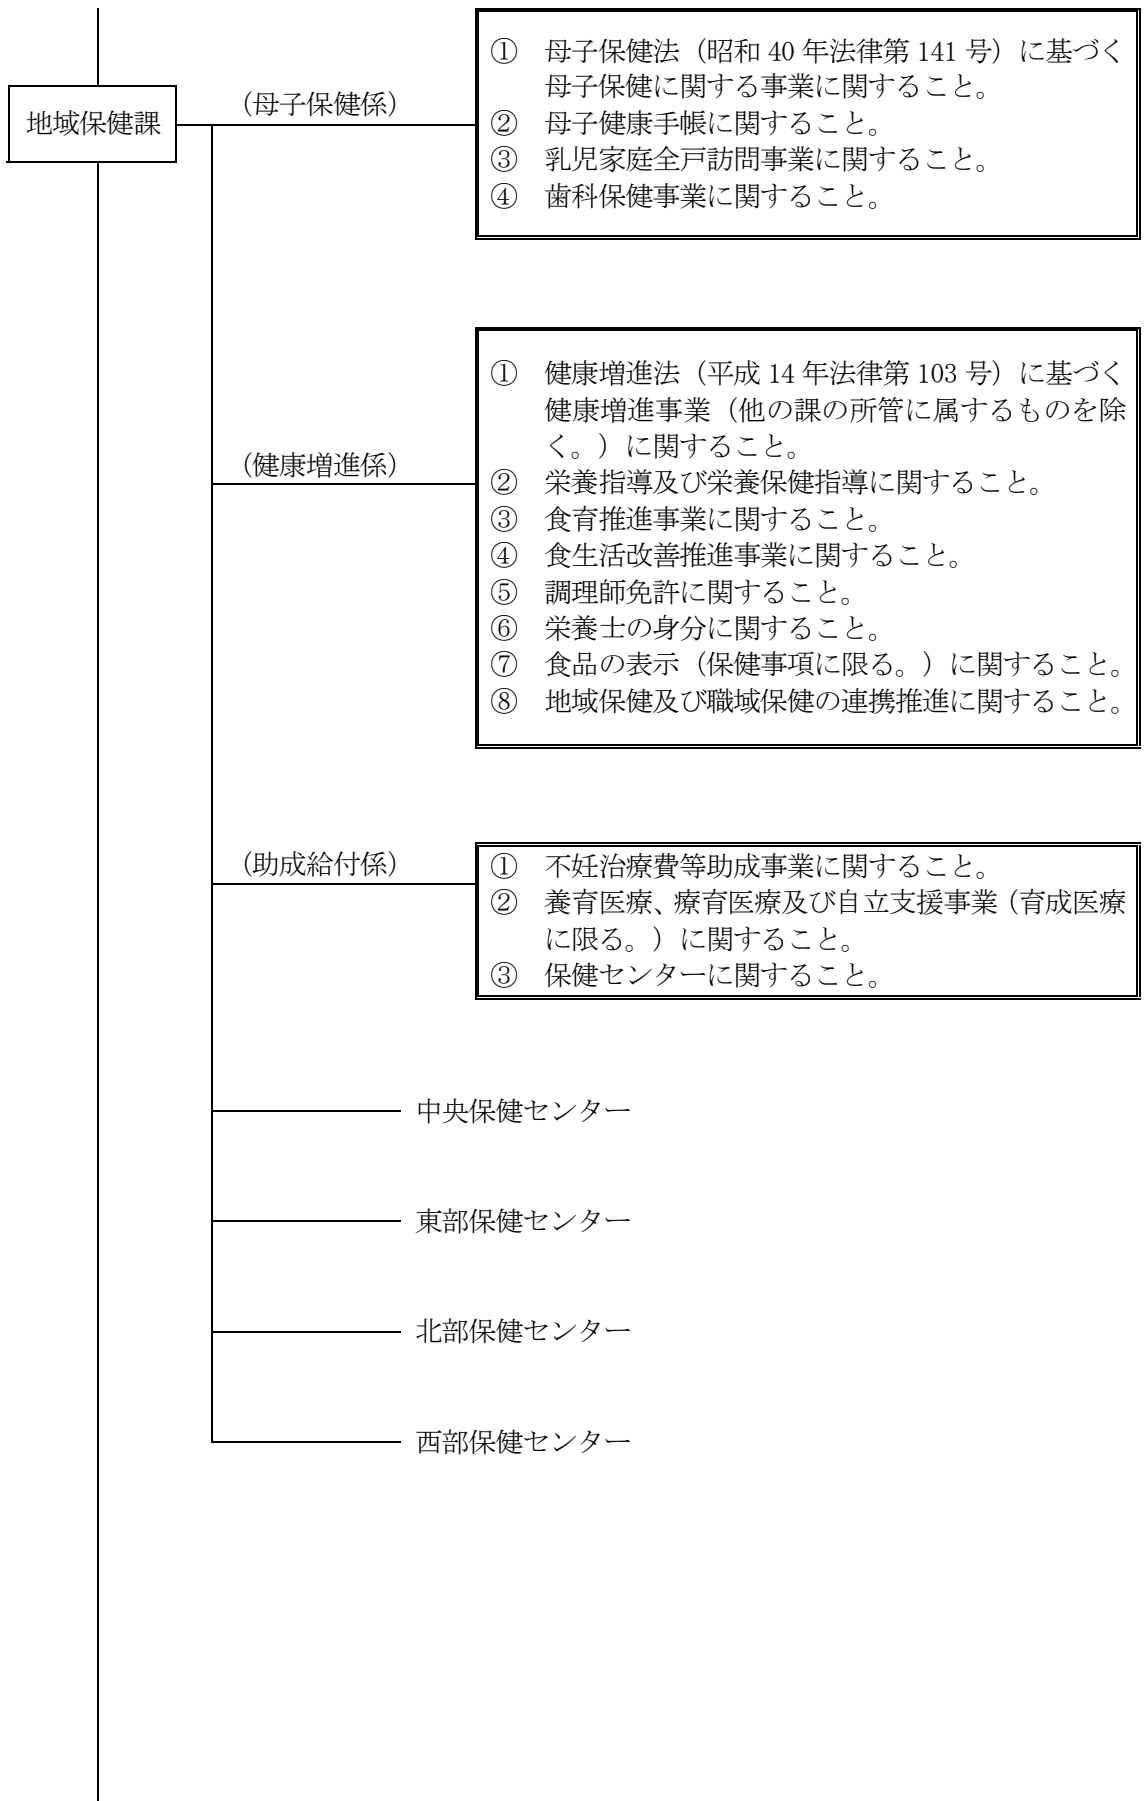 地域保健課
（母子保健係）
① 母子保健法（昭和 40 年法律第 141 号）に基づく
母子保健に関する事業に関すること。
② 母子健康手帳に関すること。
③ 乳児家庭全戸訪問事業に関すること。
④ 歯科保健事業に関すること。
（健康増進係）
① 健康増進法（平成 14 年法律第 103 号）に基づく
健康増進事業（他の課の所管に属するものを除
く。）に関すること。
② 栄養指導及び栄養保健指導に関すること。
③ 食育推進事業に関すること。
④ 食生活改善推進事業に関すること。
⑤ 調理師免許に関すること。
⑥ 栄養士の身分に関すること。
⑦ 食品の表示（保健事項に限る。）に関すること。
⑧ 地域保健及び職域保健の連携推進に関すること。
（助成給付係）
① 不妊治療費等助成事業に関すること。
② 養育医療、療育医療及び自立支援事業（育成医療
に限る。）に関すること。
③ 保健センターに関すること。
中央保健センター
東部保健センター
北部保健センター
西部保健センター